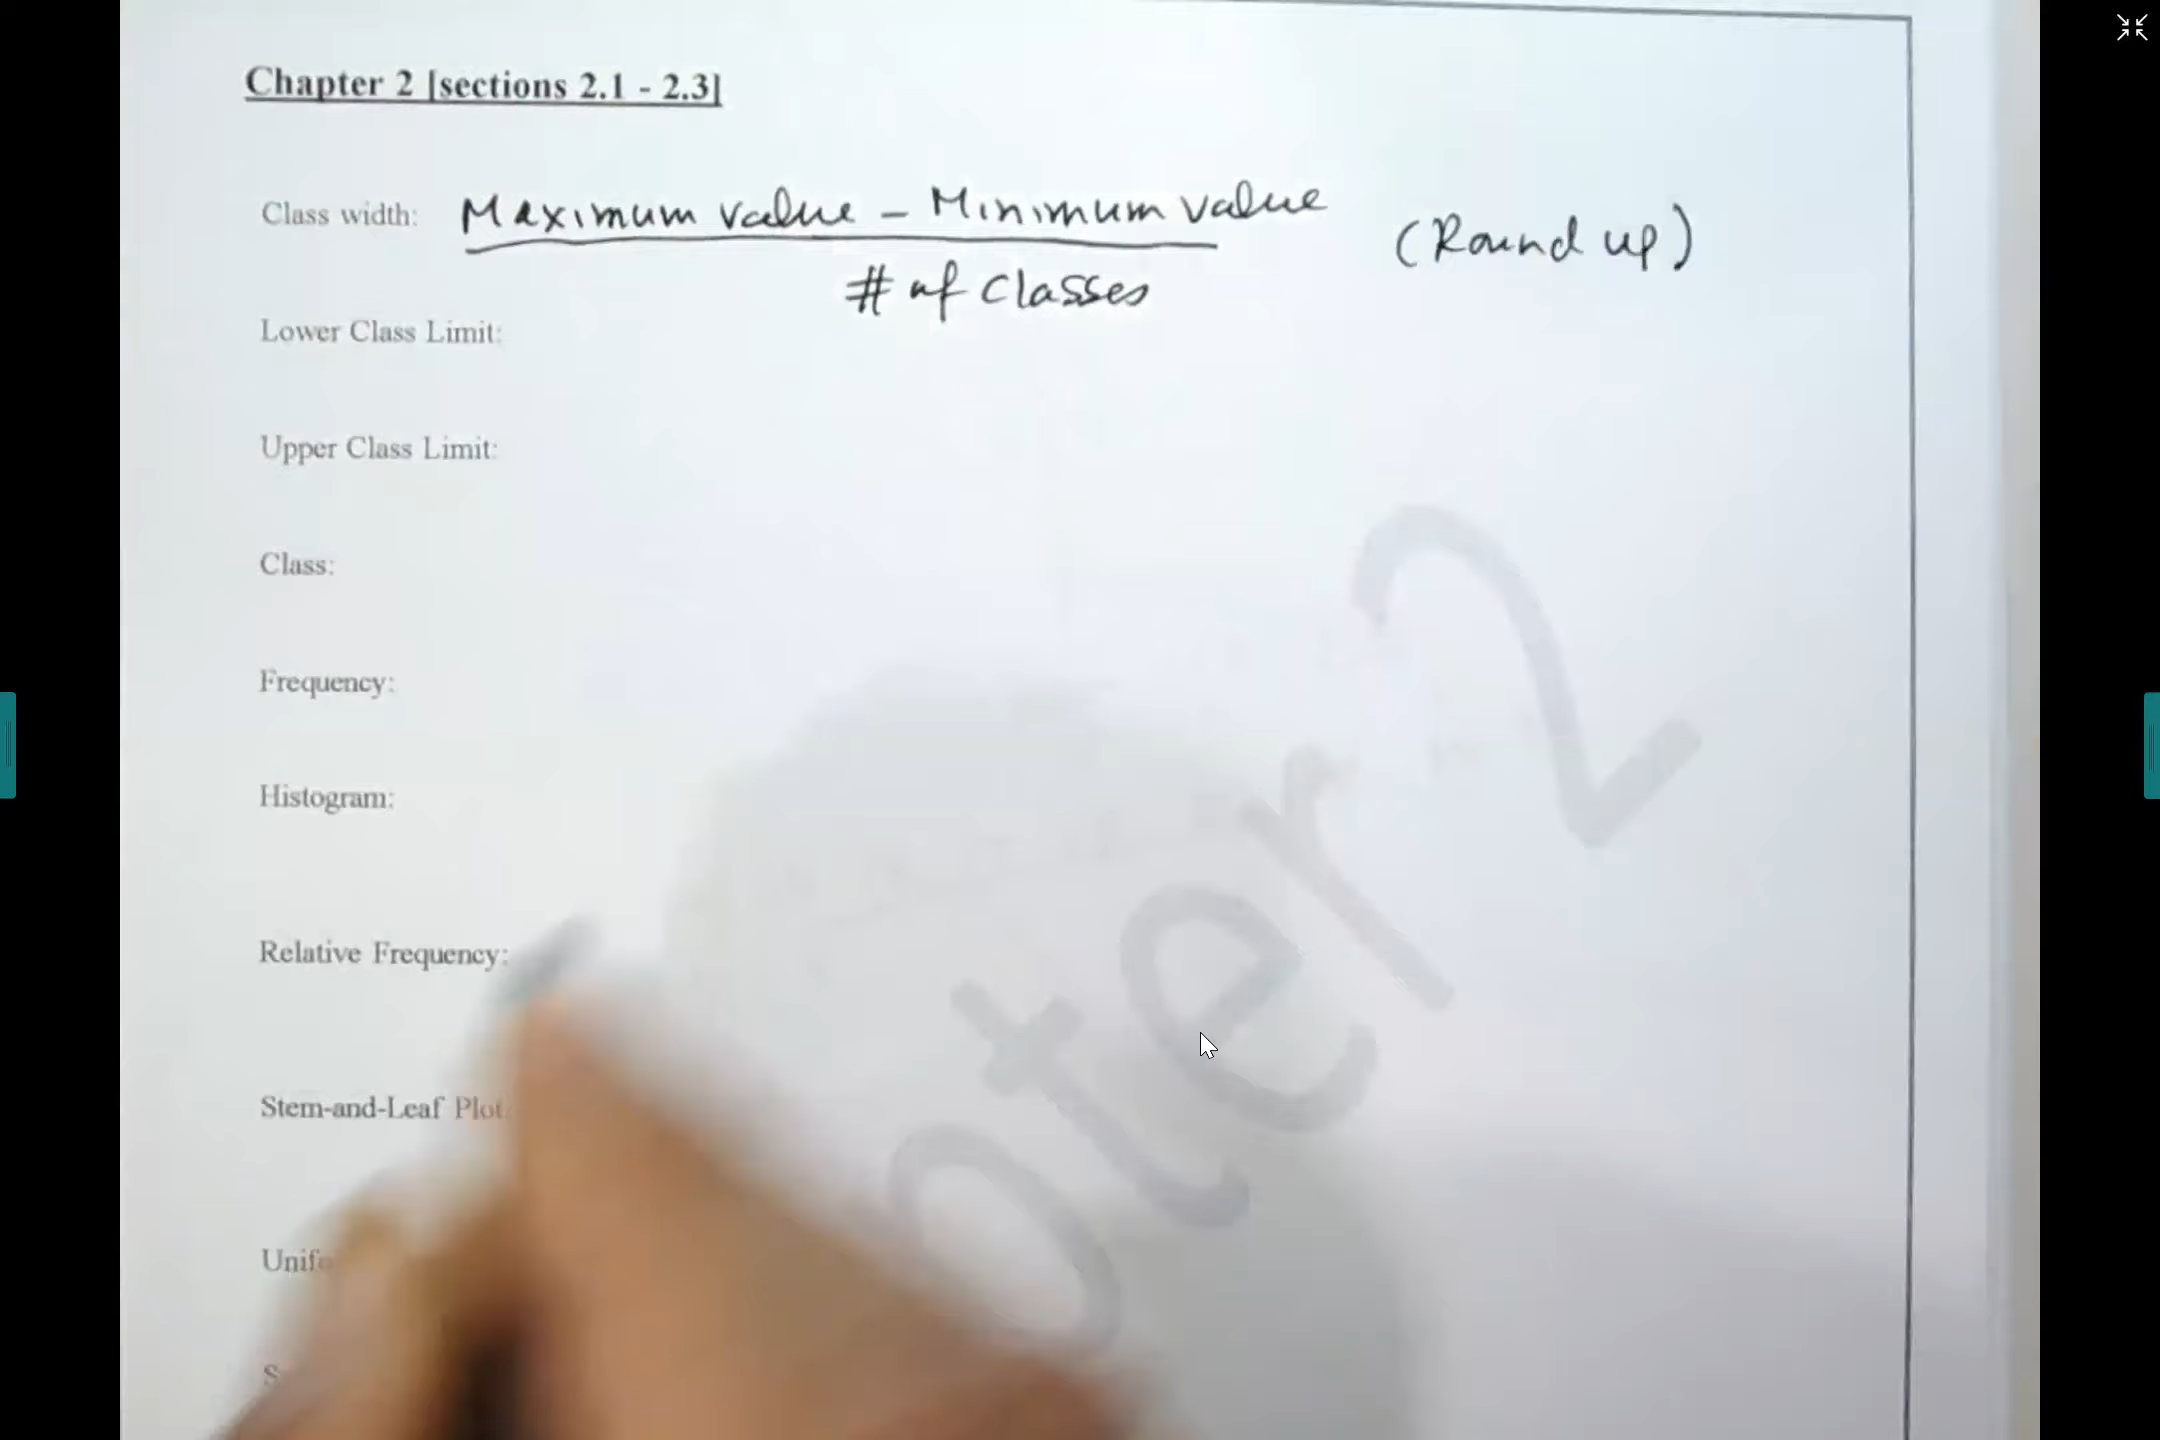 Chapter 2 [sections 2.1 - 2.3]
Class width: Maximum value - Minimum value (Round up)
# of classes
Lower Class Limit:
Upper Class Limit:
Class:
Frequency:
Histogram:
Relative Frequency:
Stem-and-Leaf Plot
2